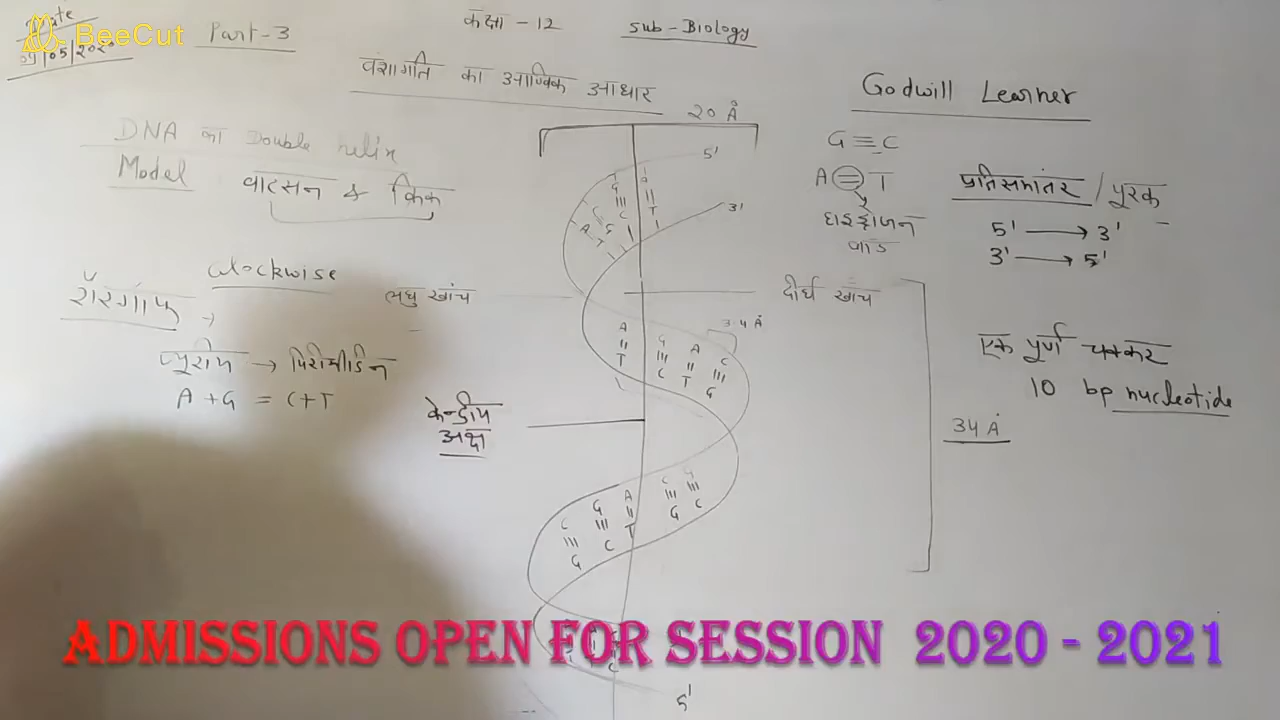 Date
BeeCut
Part-3
कक्षा - 12
Sub-Biology
वंशागति का आण्विक आधार
Godwill Learner
DNA का Double helix
Model वाटसन & क्रिक
20 Å
5'
3'
G≡C
A=T
हाइड्रोजन
बांड
प्रतिसमांतर / पूरक
5' → 3'
3' → 5'
Clockwise
लघु खांच
दीर्घ खांच
3.4 Å
→
प्यूरीन → पिरीमीडिन
A+G = C+T
केन्द्रीय
अक्ष
एक पूर्ण चक्कर
10 bp nucleotide
34 Å
A G A C
T C T G
C G A C G
G C T G C
5'
ADMISSIONS OPEN FOR SESSION 2020 - 2021